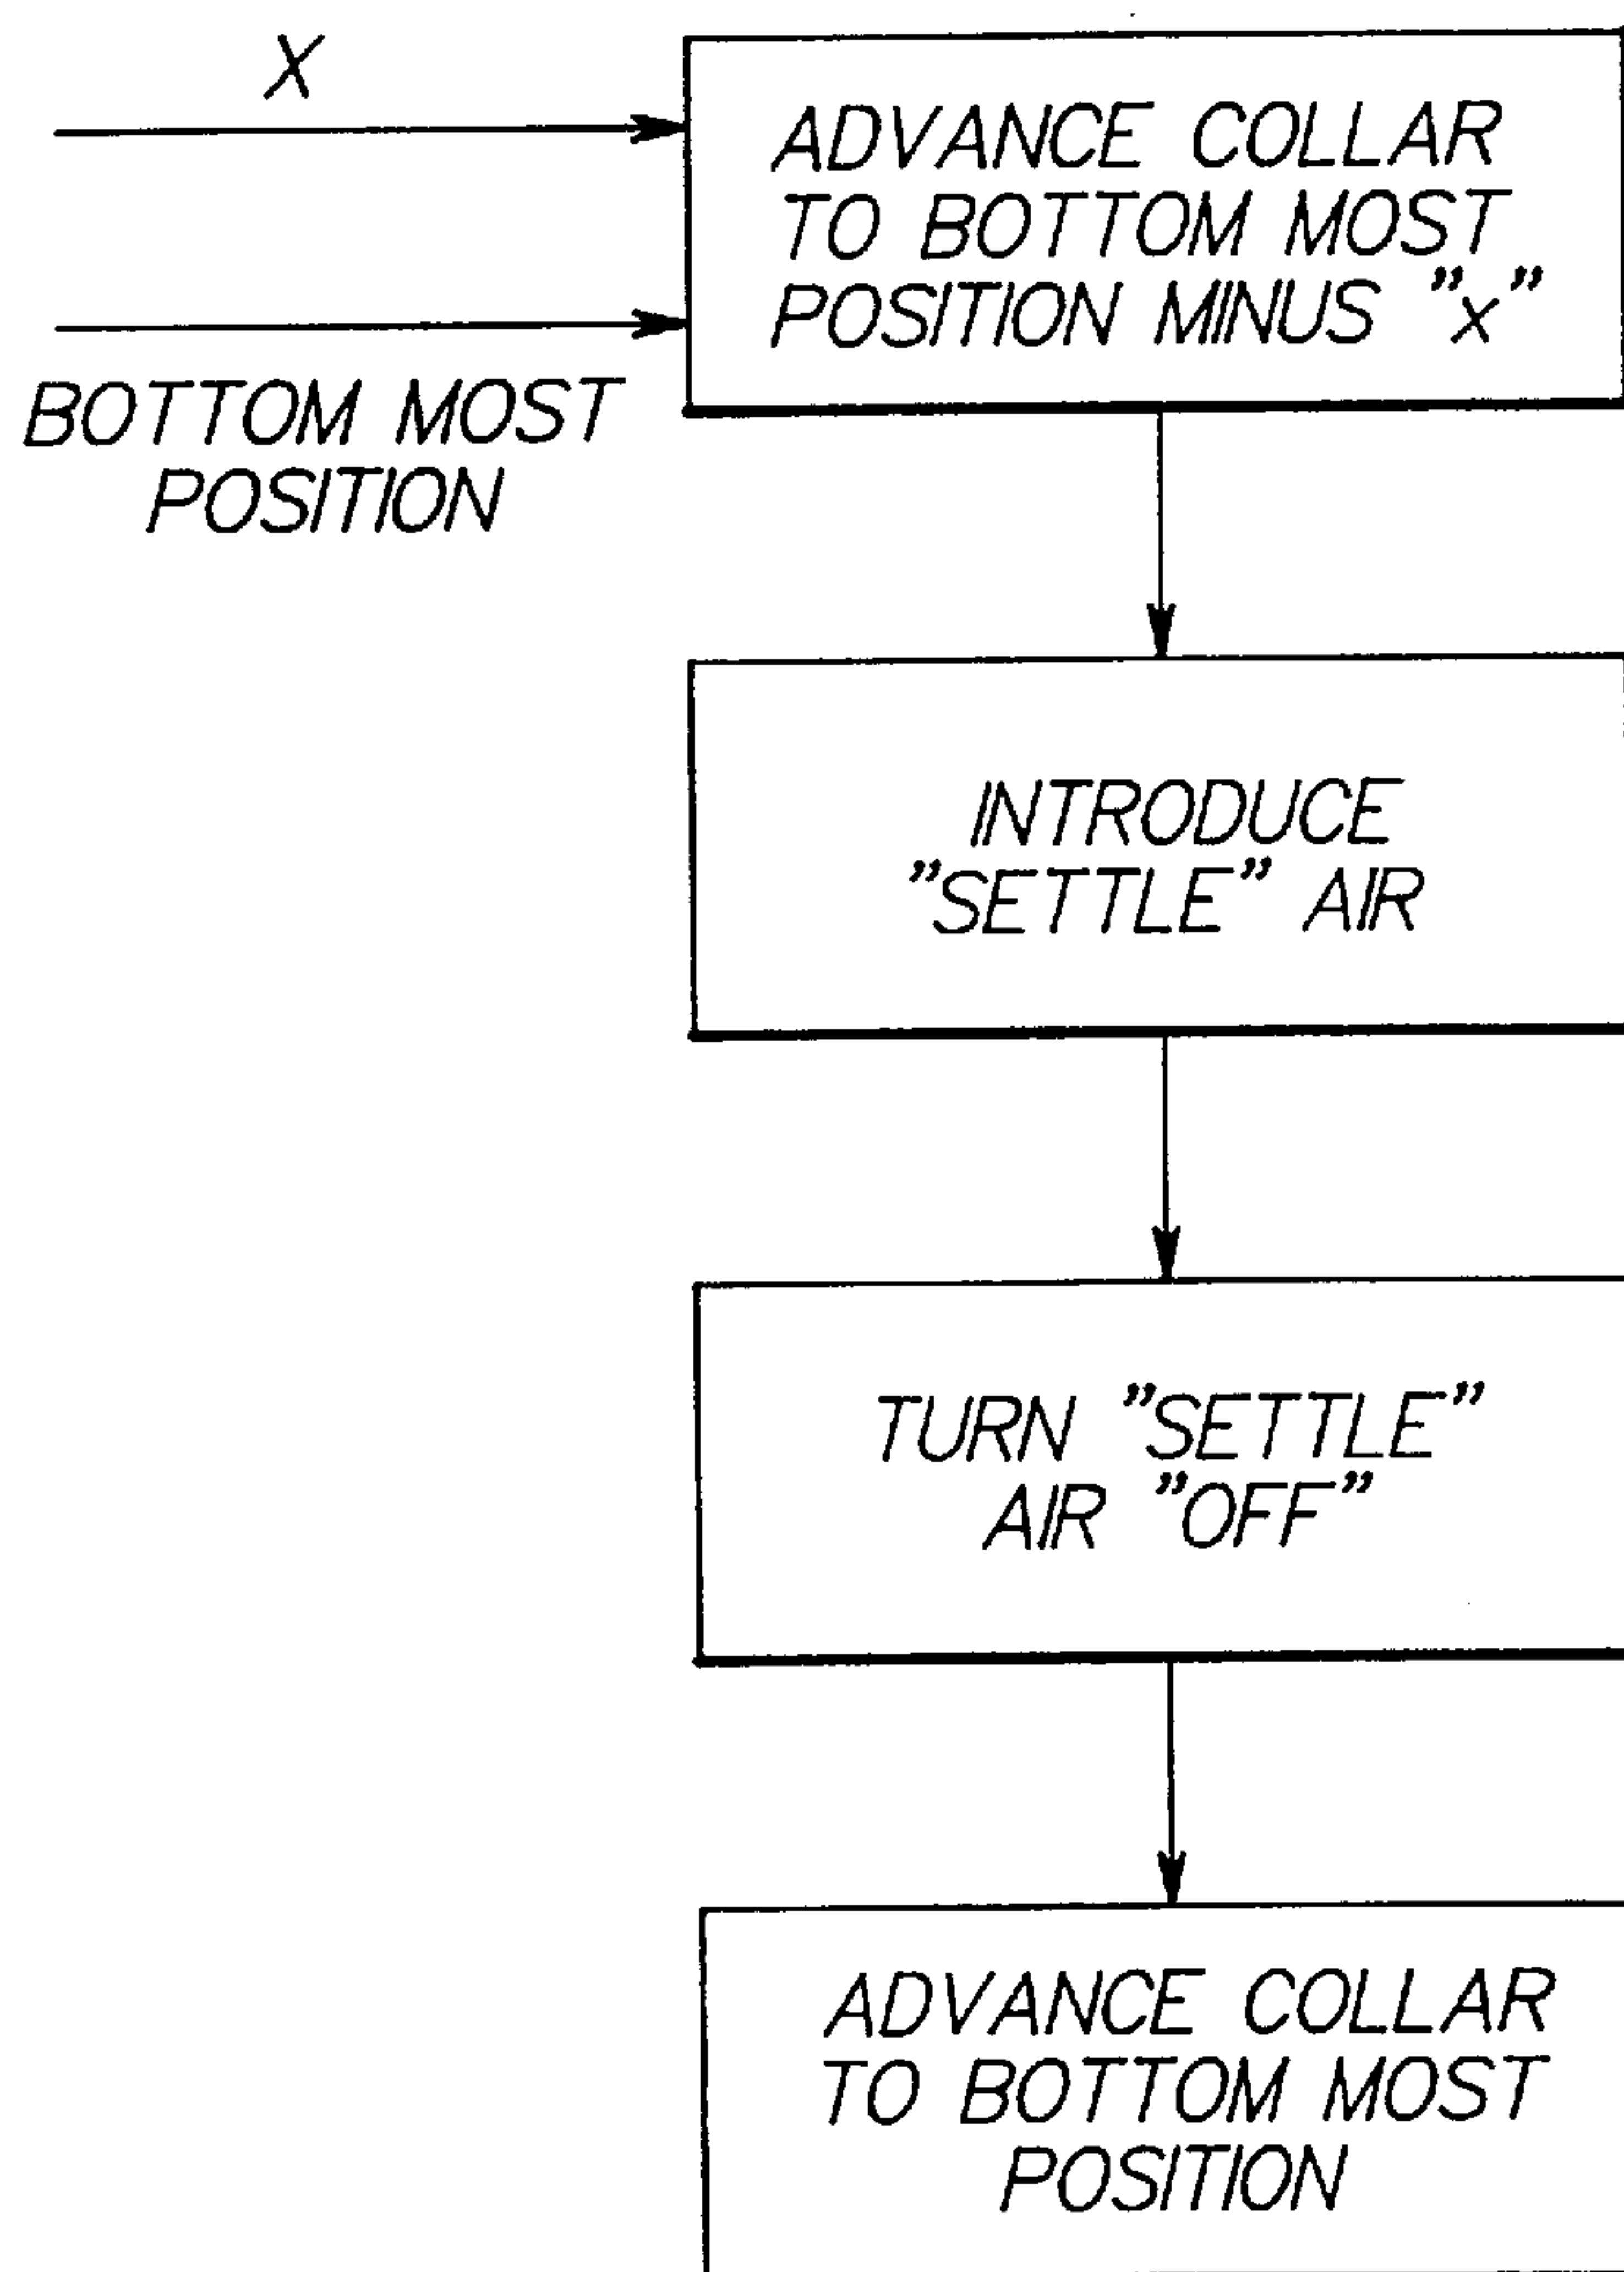 X
ADVANCE COLLAR
TO BOTTOM MOST
POSITION MINUS "x"
BOTTOM MOST
POSITION
INTRODUCE
"SETTLE" AIR
TURN "SETTLE"
AIR "OFF"
ADVANCE COLLAR
TO BOTTOM MOST
POSITION